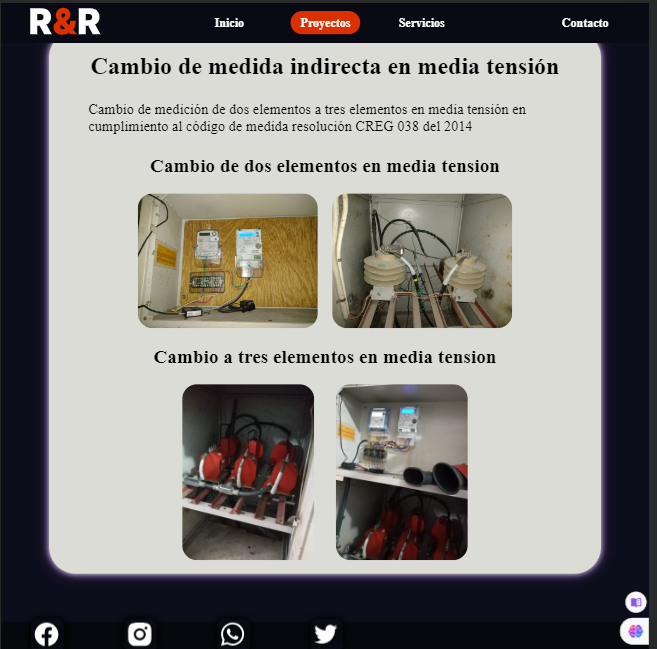 R&R
Inicio
Proyectos
Servicios
Contacto
Cambio de medida indirecta en media tensión
Cambio de medición de dos elementos a tres elementos en media tensión en
cumplimiento al código de medida resolución CREG 038 del 2014
Cambio de dos elementos en media tension
Cambio a tres elementos en media tension